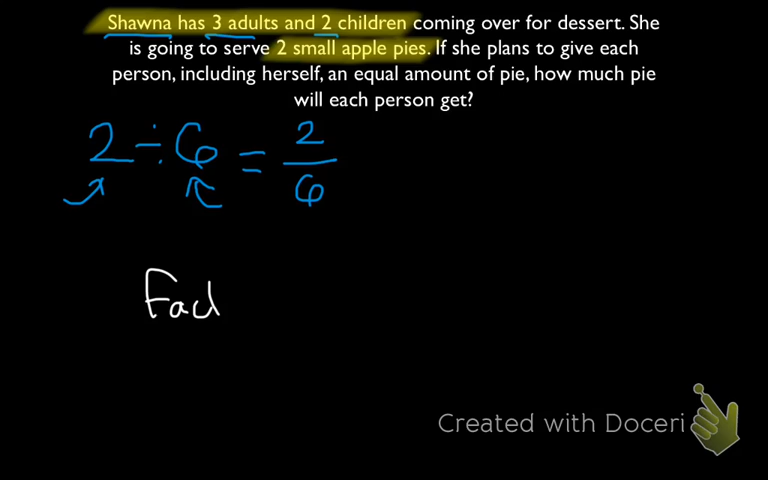 Shawna has 3 adults and 2 children coming over for dessert. She
is going to serve 2 small apple pies. If she plans to give each
person, including herself, an equal amount of pie, how much pie
will each person get?
2 ÷ 6 = 2/6
Fad
Created with Doceri